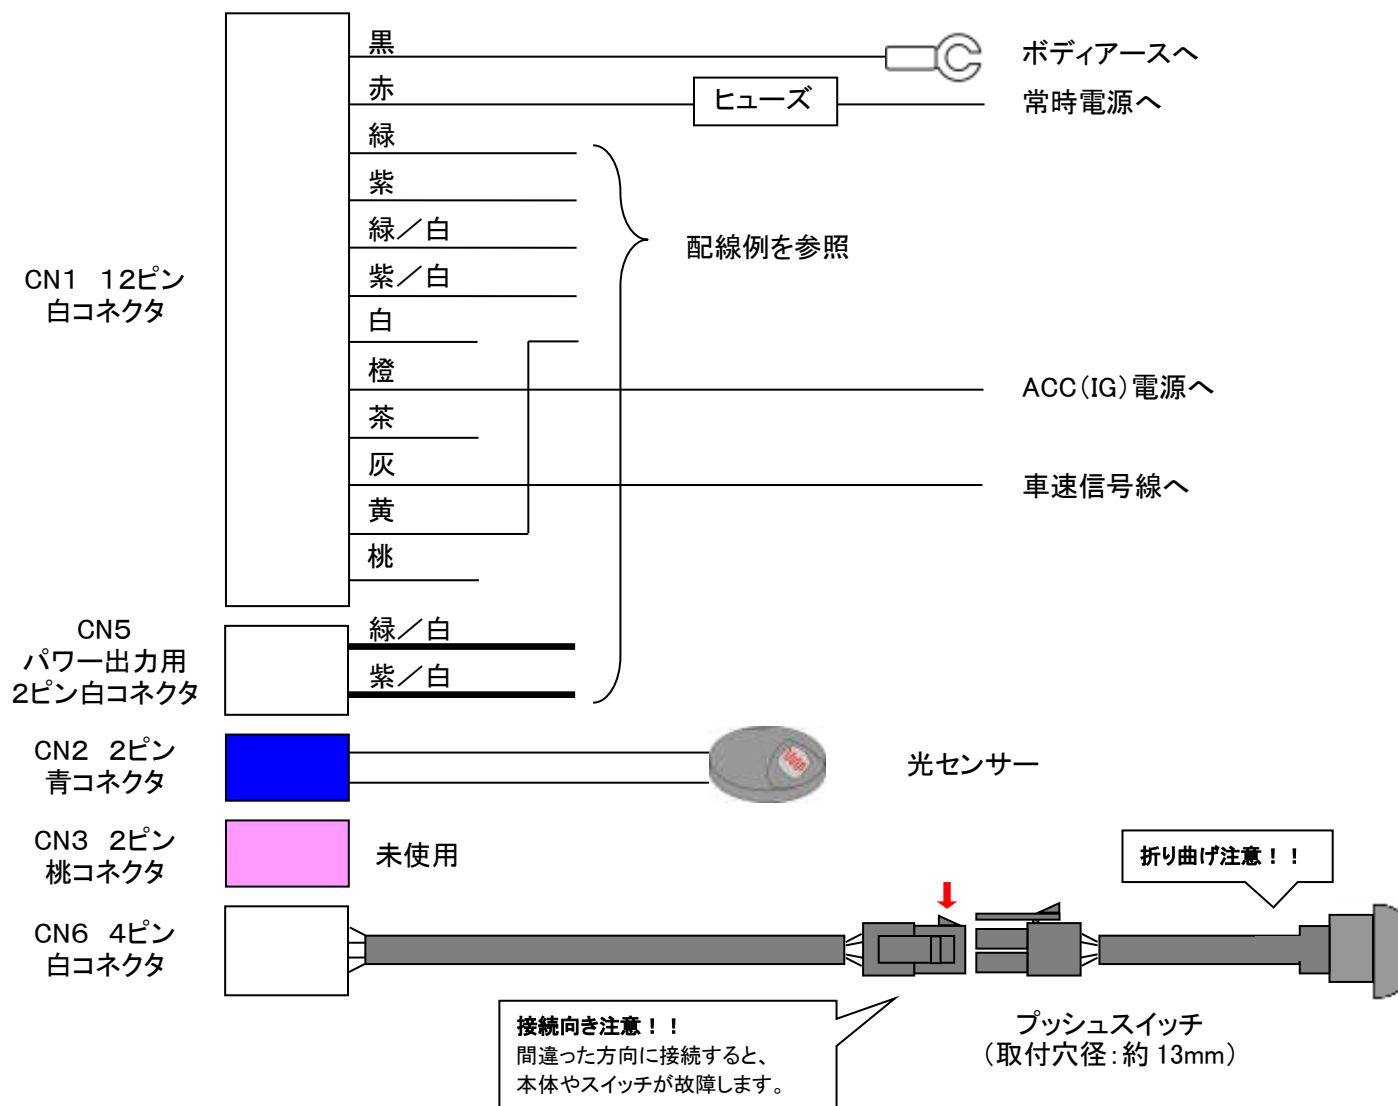 黒
ボディアースへ
赤
ヒューズ
常時電源へ
緑
紫
緑／白
配線例を参照
紫／白
CN1　12ピン
白コネクタ
白
橙
ACC（IG）電源へ
茶
灰
車速信号線へ
黄
桃
CN5
パワー出力用
2ピン白コネクタ
緑／白
紫／白
CN2　2ピン
青コネクタ
光センサー
CN3　2ピン
桃コネクタ
未使用
折り曲げ注意！！
CN6　4ピン
白コネクタ
接続向き注意！！
間違った方向に接続すると、
本体やスイッチが故障します。
プッシュスイッチ
（取付穴径：約 13mm）